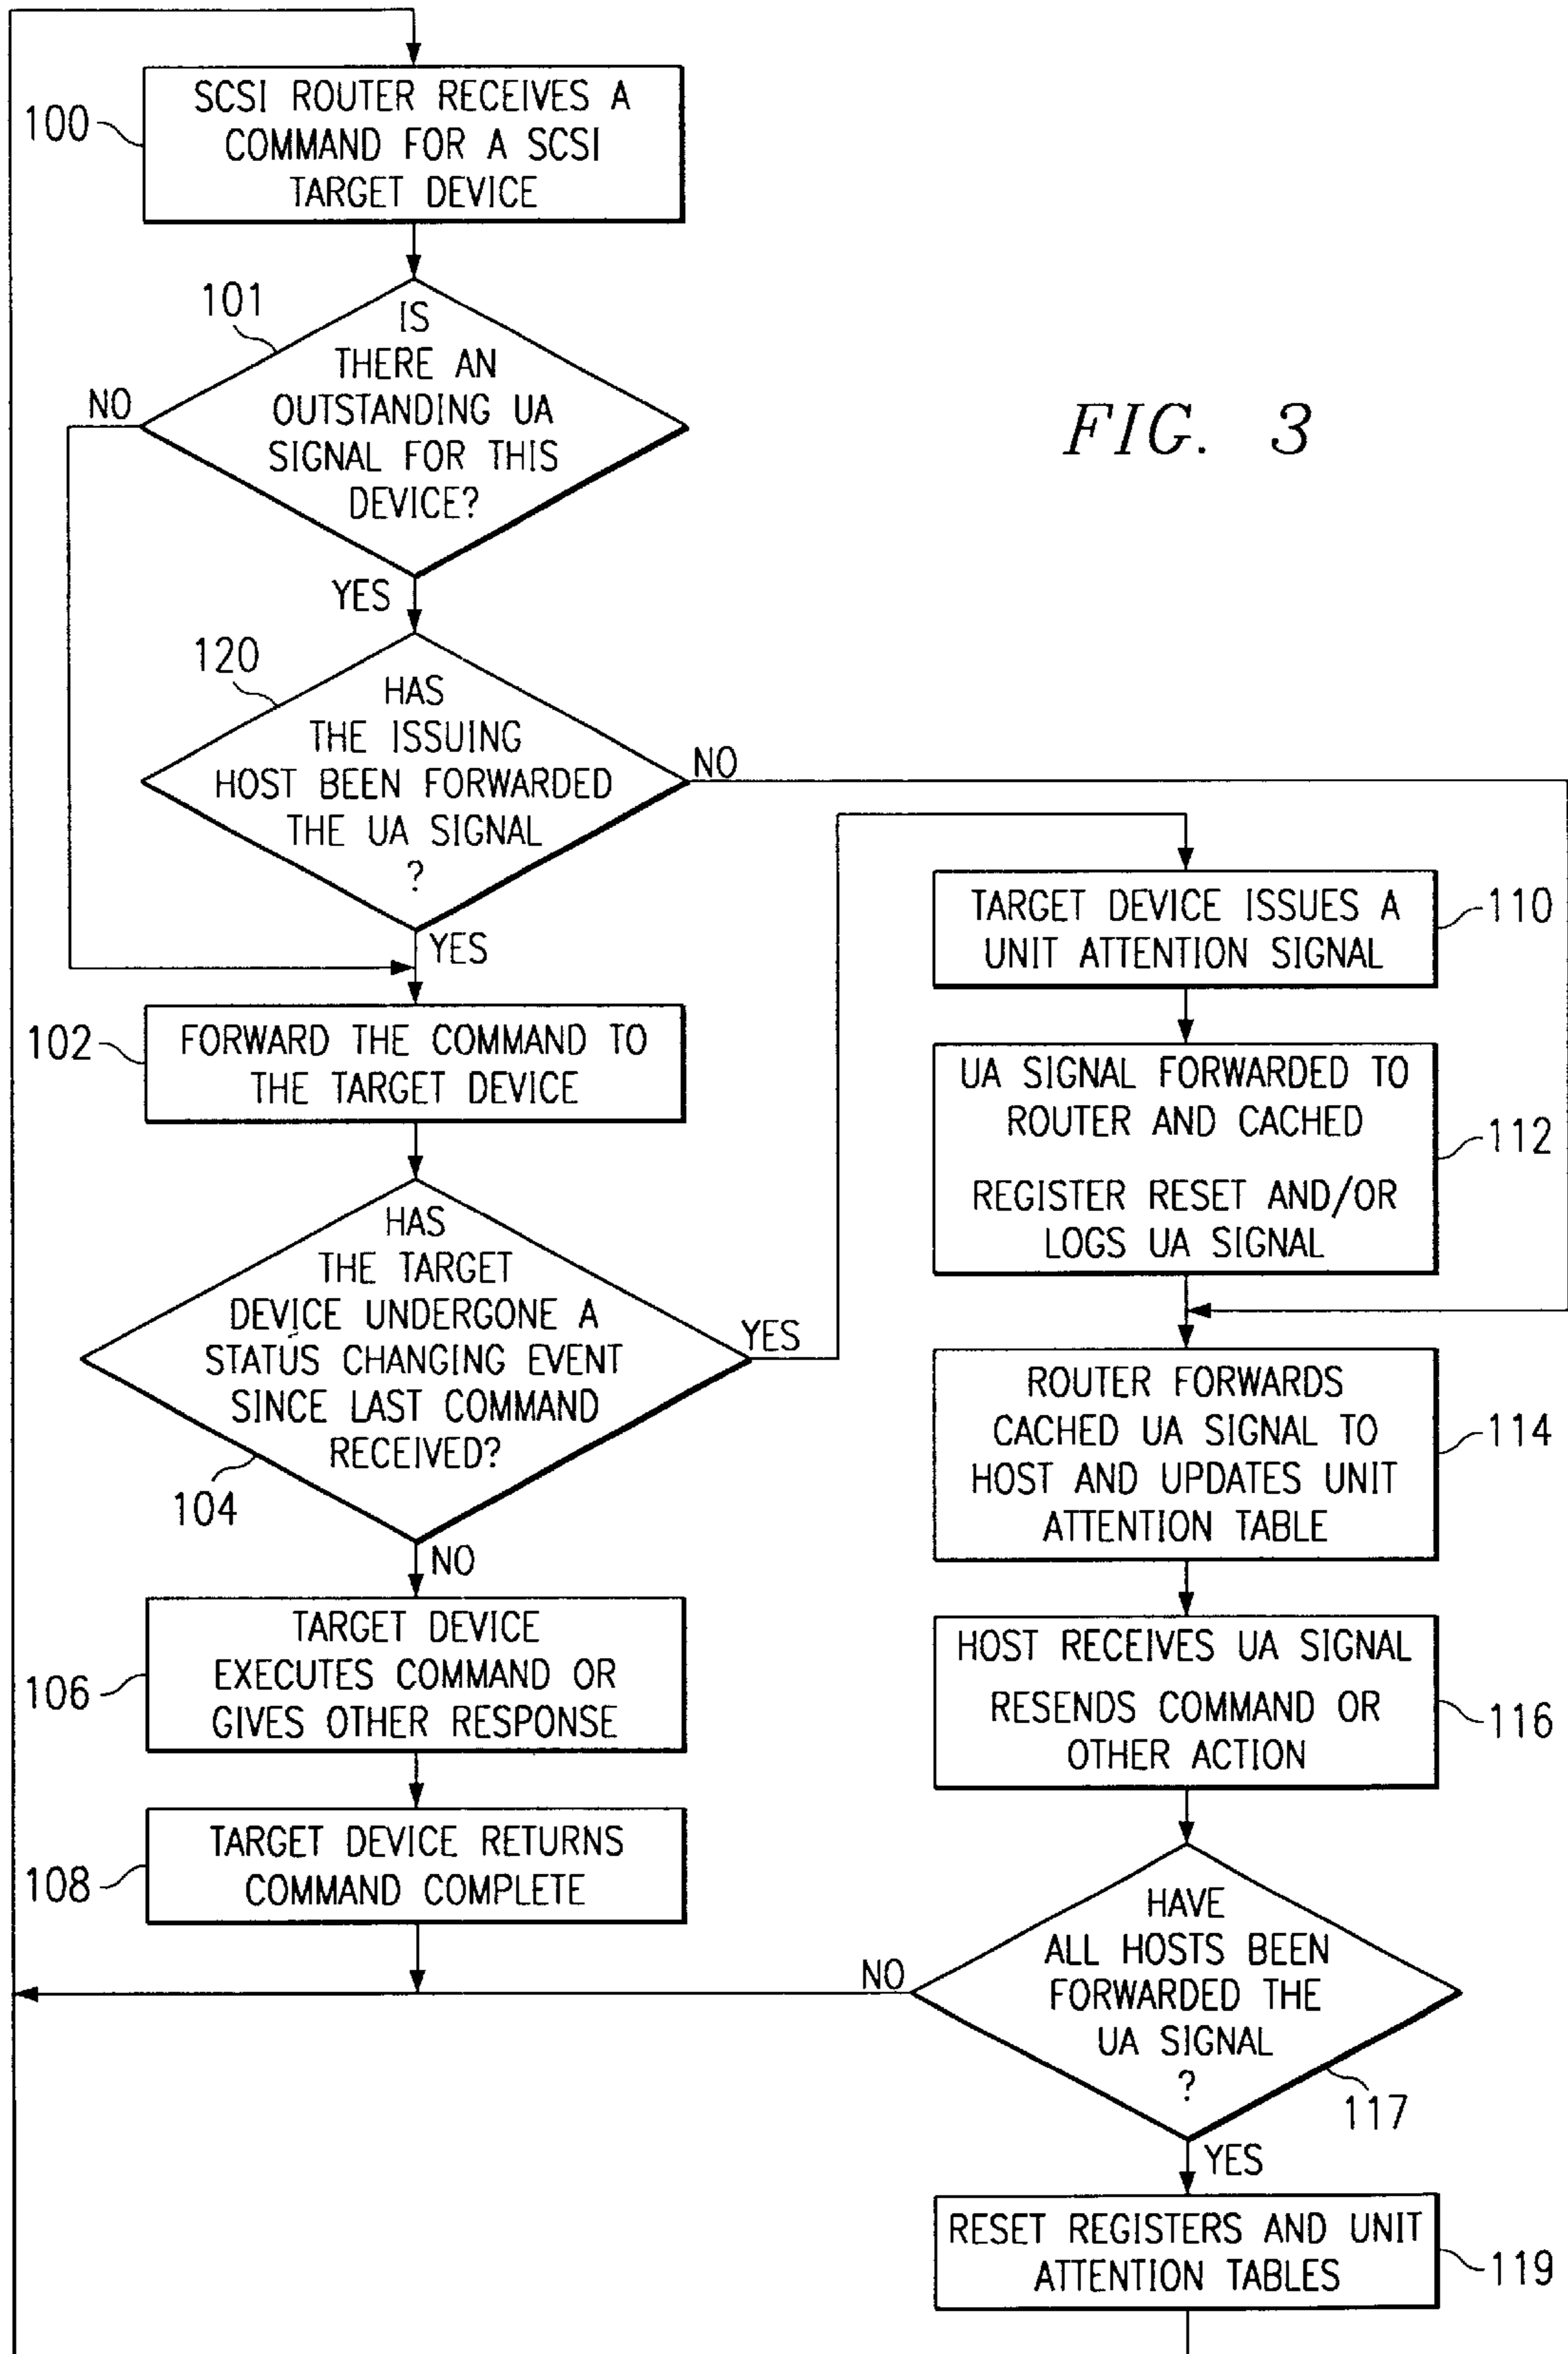 SCSI ROUTER RECEIVES A
COMMAND FOR A SCSI
TARGET DEVICE
100
101
IS
THERE AN
OUTSTANDING UA
SIGNAL FOR THIS
DEVICE?
NO
FIG. 3
YES
120
HAS
THE ISSUING
HOST BEEN FORWARDED
THE UA SIGNAL
?
NO
YES
102
FORWARD THE COMMAND TO
THE TARGET DEVICE
HAS
THE TARGET
DEVICE UNDERGONE A
STATUS CHANGING EVENT
SINCE LAST COMMAND
RECEIVED?
YES
104
NO
TARGET DEVICE
EXECUTES COMMAND OR
GIVES OTHER RESPONSE
106
TARGET DEVICE RETURNS
COMMAND COMPLETE
108
TARGET DEVICE ISSUES A
UNIT ATTENTION SIGNAL
110
UA SIGNAL FORWARDED TO
ROUTER AND CACHED
REGISTER RESET AND/OR
LOGS UA SIGNAL
112
ROUTER FORWARDS
CACHED UA SIGNAL TO
HOST AND UPDATES UNIT
ATTENTION TABLE
114
HOST RECEIVES UA SIGNAL
RESENDS COMMAND OR
OTHER ACTION
116
HAVE
ALL HOSTS BEEN
FORWARDED THE
UA SIGNAL
?
NO
117
YES
RESET REGISTERS AND UNIT
ATTENTION TABLES
119